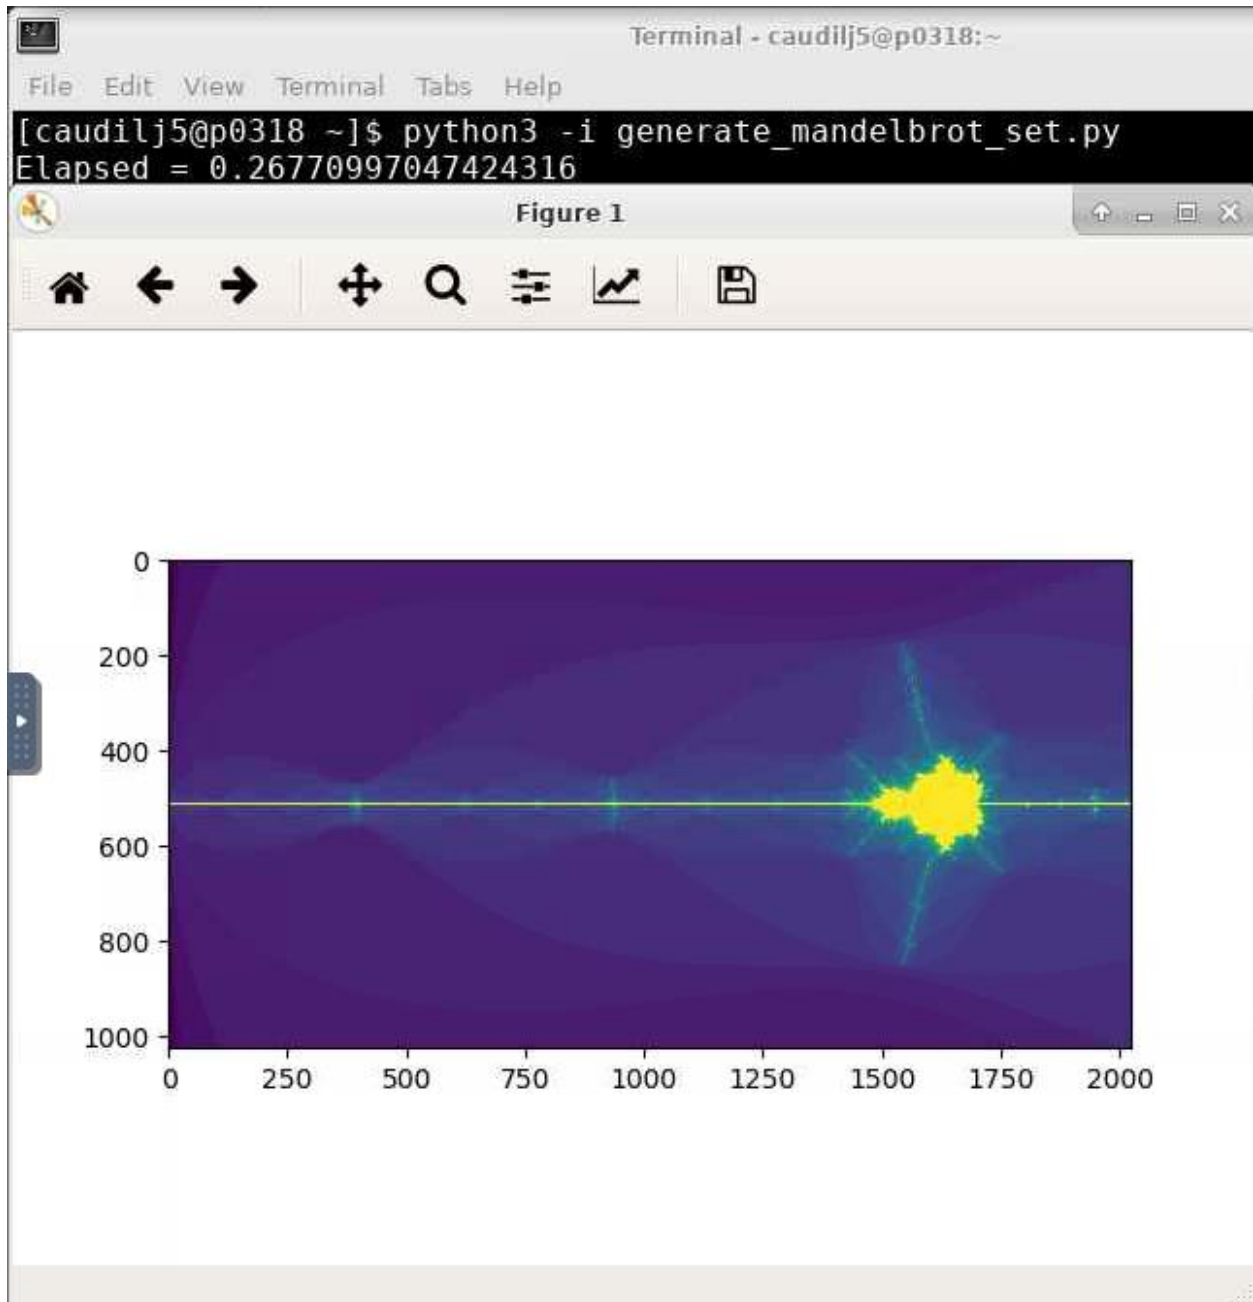 Terminal - caudilj5@p0318:~
File Edit View Terminal Tabs Help
[caudilj5@p0318 ~]$ python3 -i generate_mandelbrot_set.py
Elapsed = 0.26770997047424316
Figure 1
0
200
400
600
800
1000
0 250 500 750 1000 1250 1500 1750 2000